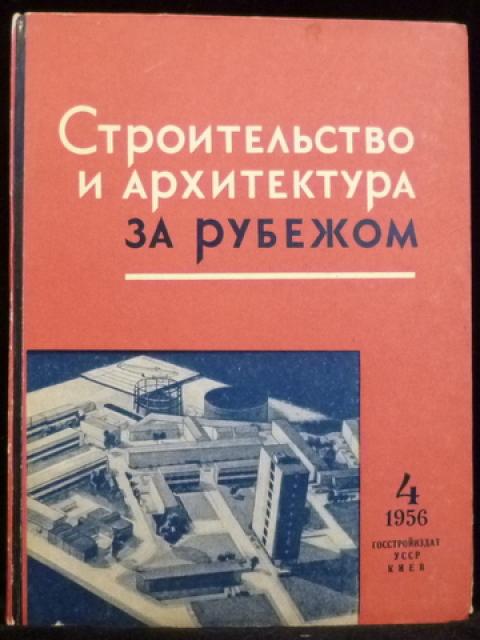 Строительство
и архитектура
за рубежом
4
1956
ГОССТРОЙИЗДАТ
УССР
КИЕВ